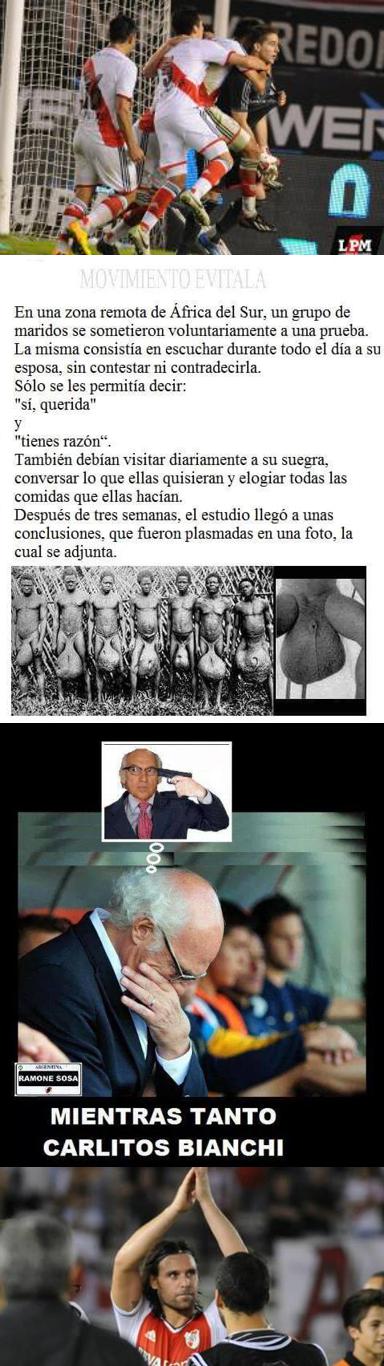 REDO
WER
LPM
MOVIMIENTO EVITALA
En una zona remota de África del Sur, un grupo de
maridos se sometieron voluntariamente a una prueba.
La misma consistía en escuchar durante todo el día a su
esposa, sin contestar ni contradecirla.
Sólo se les permitía decir:
"sí, querida"
y
"tienes razón“.
También debían visitar diariamente a su suegra,
conversar lo que ellas quisieran y elogiar todas las
comidas que ellas hacían.
Después de tres semanas, el estudio llegó a unas
conclusiones, que fueron plasmadas en una foto, la
cual se adjunta.
ARGENTINA
RAMONE SOSA
MIENTRAS TANTO
CARLITOS BIANCHI